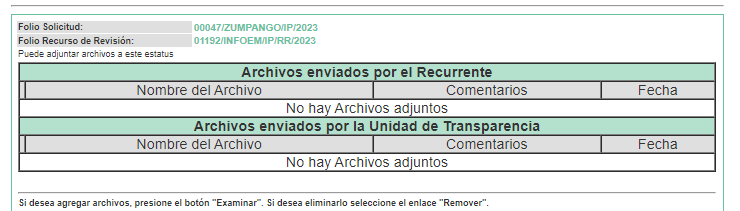 Folio Solicitud: 00047/ZUMPANGO/IP/2023
Folio Recurso de Revisión: 01192/INFOEM/IP/RR/2023
Puede adjuntar archivos a este estatus
Archivos enviados por el Recurrente
Nombre del Archivo Comentarios Fecha
No hay Archivos adjuntos
Archivos enviados por la Unidad de Transparencia
Nombre del Archivo Comentarios Fecha
No hay Archivos adjuntos
Si desea agregar archivos, presione el botón "Examinar". Si desea eliminarlo seleccione el enlace "Remover".